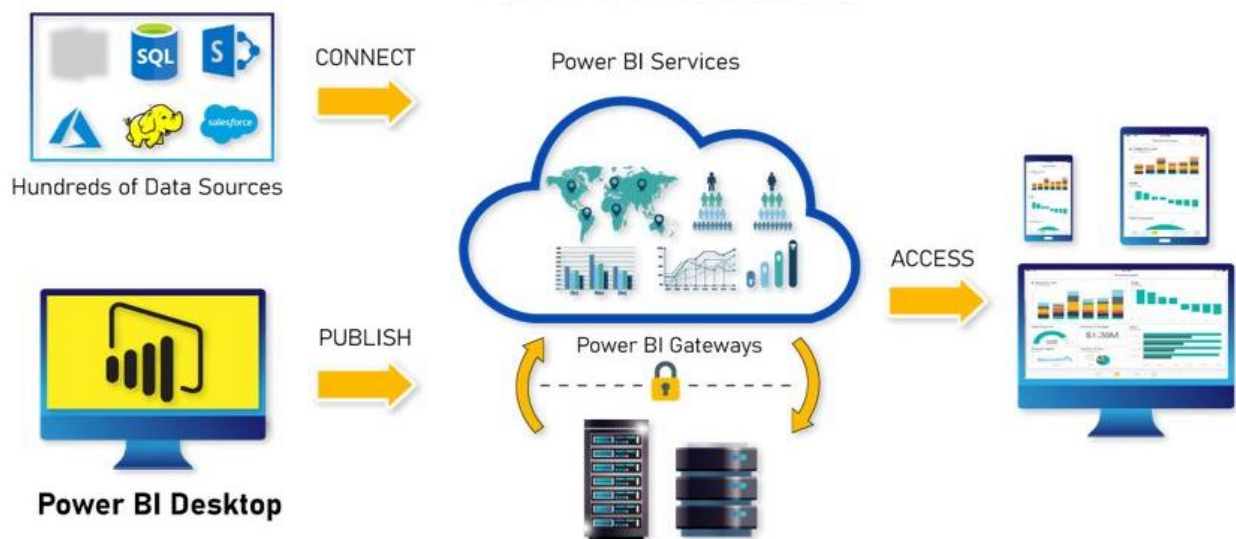 SQL
S
salesforce
Hundreds of Data Sources
CONNECT
Power BI Services
Power BI Desktop
PUBLISH
Power BI Gateways
ACCESS
$1.39M